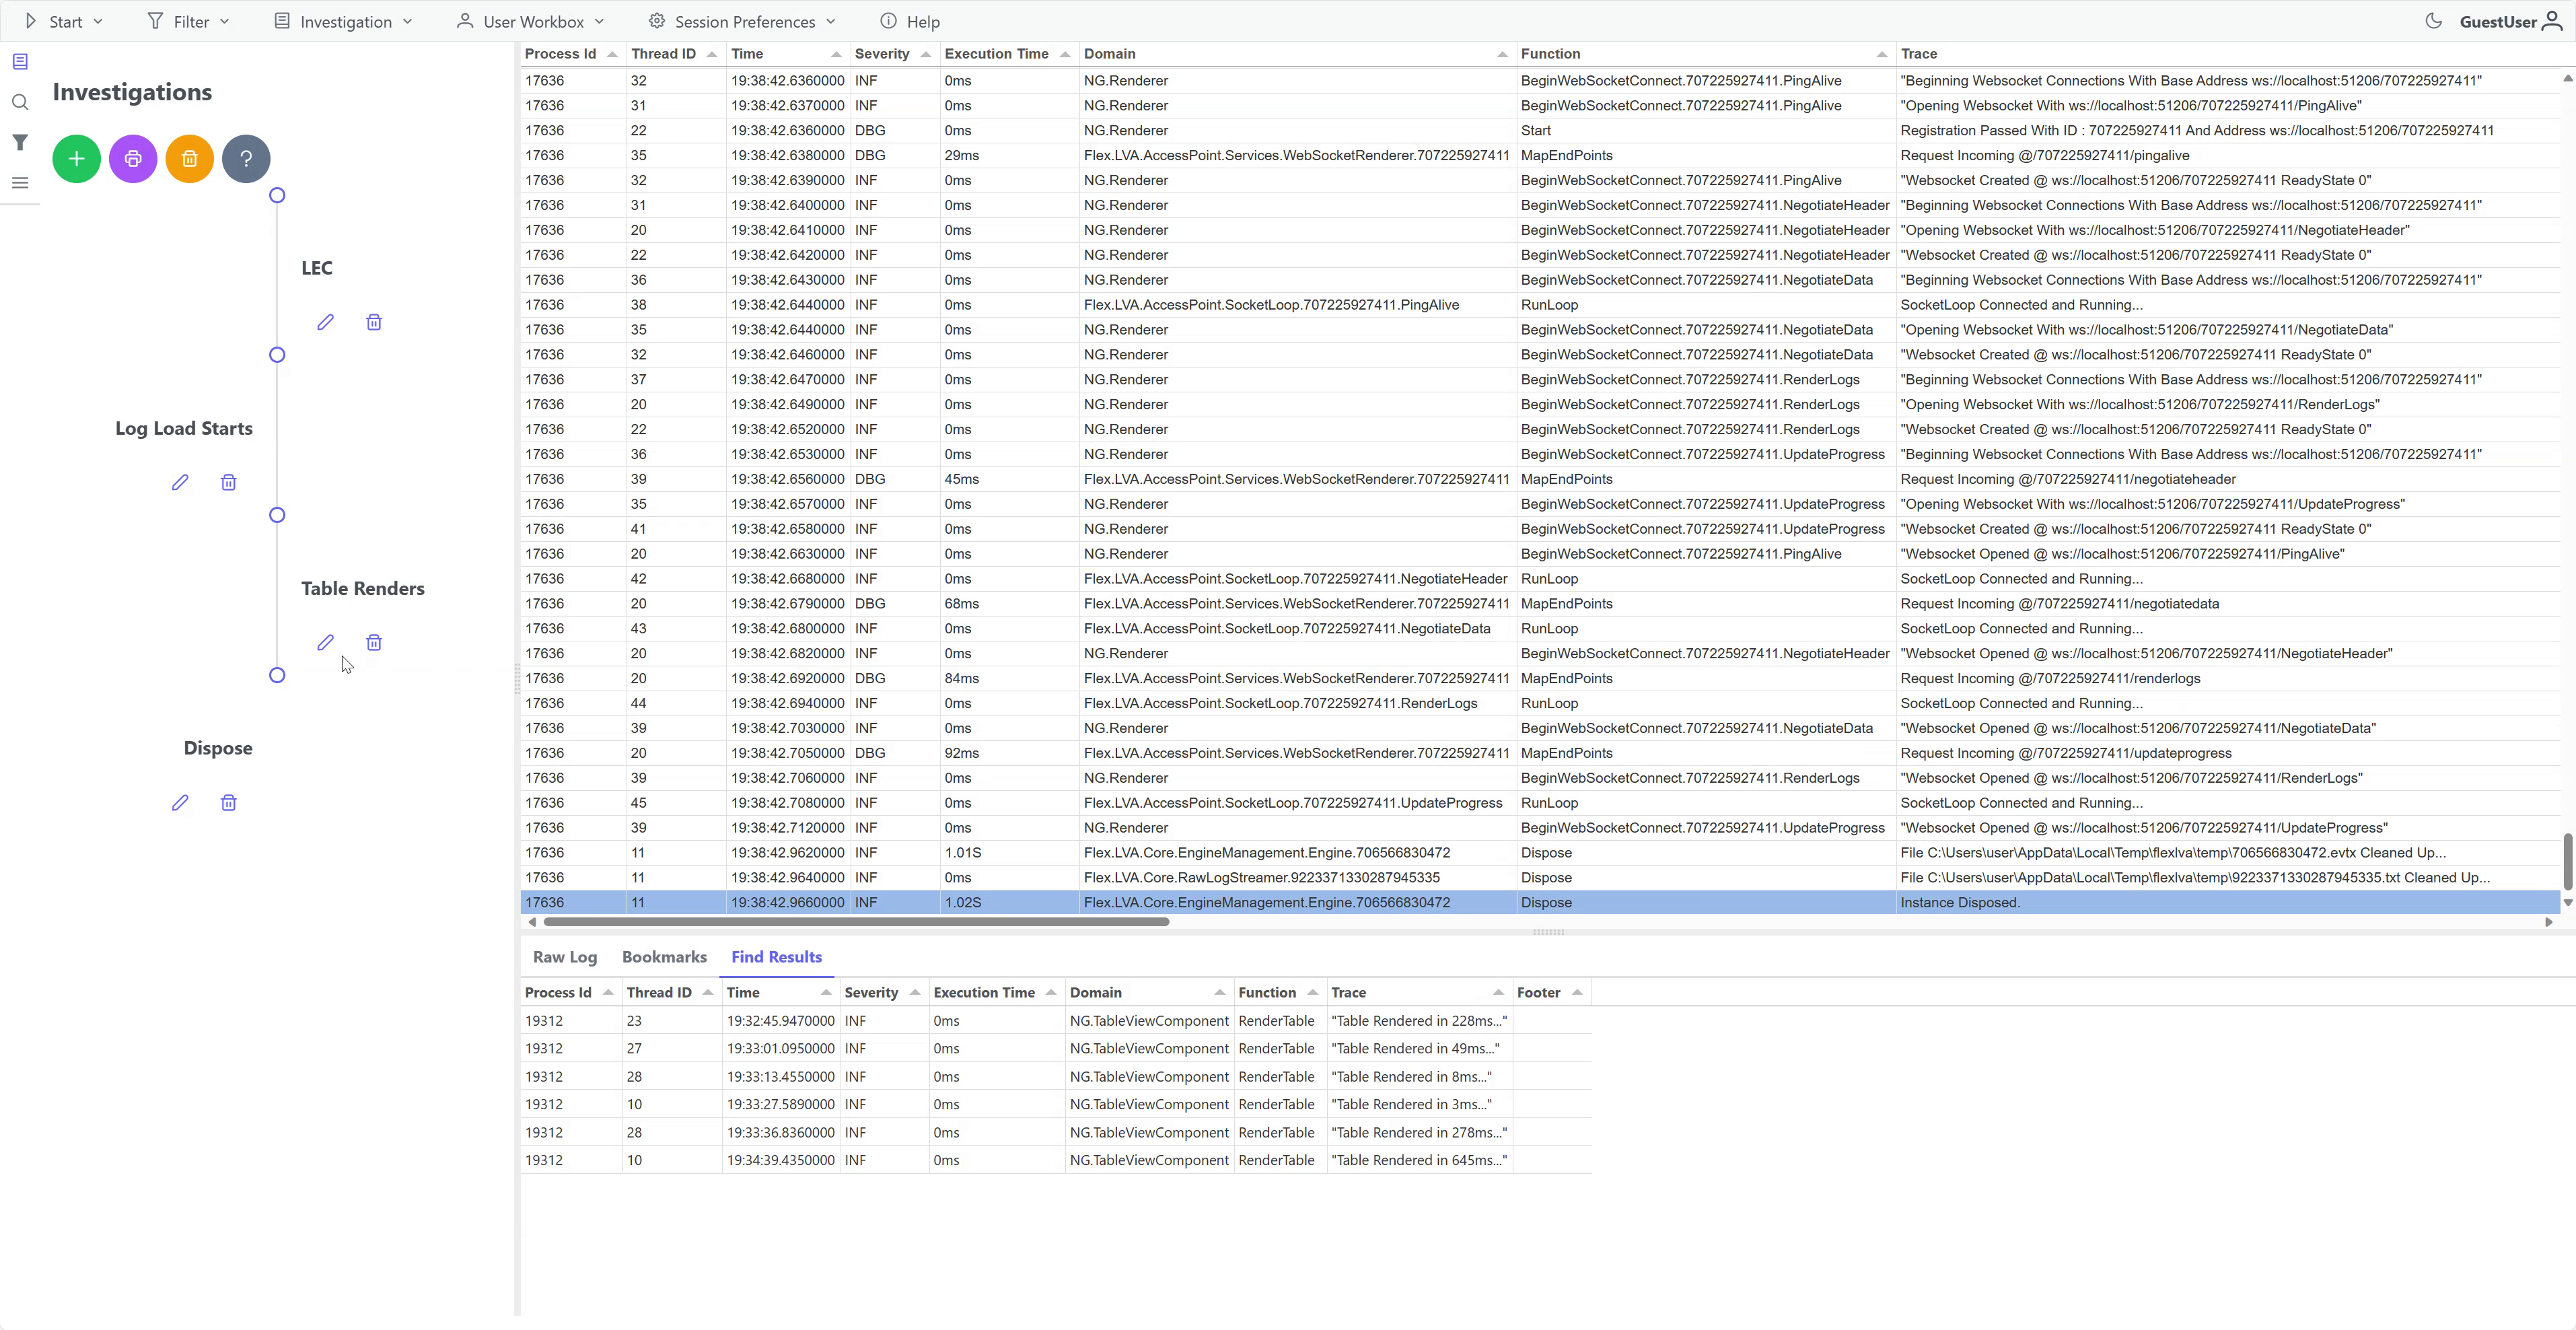 Start Filter Investigation User Workbox Session Preferences Help GuestUser
Investigations
LEC
Log Load Starts
Table Renders
Dispose
Process Id Thread ID Time Severity Execution Time Domain Function Trace
17636 32 19:38:42.6360000 INF 0ms NG.Renderer BeginWebSocketConnect.707225927411.PingAlive "Beginning Websocket Connections With Base Address ws://localhost:51206/707225927411"
17636 31 19:38:42.6370000 INF 0ms NG.Renderer BeginWebSocketConnect.707225927411.PingAlive "Opening Websocket With ws://localhost:51206/707225927411/PingAlive"
17636 22 19:38:42.6360000 DBG 0ms NG.Renderer Start Registration Passed With ID : 707225927411 And Address ws://localhost:51206/707225927411
17636 35 19:38:42.6380000 DBG 29ms Flex.LVA.AccessPoint.Services.WebSocketRenderer.707225927411 MapEndPoints Request Incoming @/707225927411/pingalive
17636 32 19:38:42.6390000 INF 0ms NG.Renderer BeginWebSocketConnect.707225927411.PingAlive "Websocket Created @ ws://localhost:51206/707225927411 ReadyState 0"
17636 31 19:38:42.6400000 INF 0ms NG.Renderer BeginWebSocketConnect.707225927411.NegotiateHeader "Beginning Websocket Connections With Base Address ws://localhost:51206/707225927411"
17636 20 19:38:42.6410000 INF 0ms NG.Renderer BeginWebSocketConnect.707225927411.NegotiateHeader "Opening Websocket With ws://localhost:51206/707225927411/NegotiateHeader"
17636 22 19:38:42.6420000 INF 0ms NG.Renderer BeginWebSocketConnect.707225927411.NegotiateHeader "Websocket Created @ ws://localhost:51206/707225927411 ReadyState 0"
17636 36 19:38:42.6430000 INF 0ms NG.Renderer BeginWebSocketConnect.707225927411.NegotiateData "Beginning Websocket Connections With Base Address ws://localhost:51206/707225927411"
17636 38 19:38:42.6440000 INF 0ms Flex.LVA.AccessPoint.SocketLoop.707225927411.PingAlive RunLoop SocketLoop Connected and Running...
17636 35 19:38:42.6440000 INF 0ms NG.Renderer BeginWebSocketConnect.707225927411.NegotiateData "Opening Websocket With ws://localhost:51206/707225927411/NegotiateData"
17636 32 19:38:42.6460000 INF 0ms NG.Renderer BeginWebSocketConnect.707225927411.NegotiateData "Websocket Created @ ws://localhost:51206/707225927411 ReadyState 0"
17636 37 19:38:42.6470000 INF 0ms NG.Renderer BeginWebSocketConnect.707225927411.RenderLogs "Beginning Websocket Connections With Base Address ws://localhost:51206/707225927411"
17636 20 19:38:42.6490000 INF 0ms NG.Renderer BeginWebSocketConnect.707225927411.RenderLogs "Opening Websocket With ws://localhost:51206/707225927411/RenderLogs"
17636 22 19:38:42.6520000 INF 0ms NG.Renderer BeginWebSocketConnect.707225927411.RenderLogs "Websocket Created @ ws://localhost:51206/707225927411 ReadyState 0"
17636 36 19:38:42.6530000 INF 0ms NG.Renderer BeginWebSocketConnect.707225927411.UpdateProgress "Beginning Websocket Connections With Base Address ws://localhost:51206/707225927411"
17636 39 19:38:42.6560000 DBG 45ms Flex.LVA.AccessPoint.Services.WebSocketRenderer.707225927411 MapEndPoints Request Incoming @/707225927411/negotiateheader
17636 35 19:38:42.6570000 INF 0ms NG.Renderer BeginWebSocketConnect.707225927411.UpdateProgress "Opening Websocket With ws://localhost:51206/707225927411/UpdateProgress"
17636 41 19:38:42.6580000 INF 0ms NG.Renderer BeginWebSocketConnect.707225927411.UpdateProgress "Websocket Created @ ws://localhost:51206/707225927411 ReadyState 0"
17636 20 19:38:42.6630000 INF 0ms NG.Renderer BeginWebSocketConnect.707225927411.PingAlive "Websocket Opened @ ws://localhost:51206/707225927411/PingAlive"
17636 42 19:38:42.6680000 INF 0ms Flex.LVA.AccessPoint.SocketLoop.707225927411.NegotiateHeader RunLoop SocketLoop Connected and Running...
17636 20 19:38:42.6790000 DBG 68ms Flex.LVA.AccessPoint.Services.WebSocketRenderer.707225927411 MapEndPoints Request Incoming @/707225927411/negotiatedata
17636 43 19:38:42.6800000 INF 0ms Flex.LVA.AccessPoint.SocketLoop.707225927411.NegotiateData RunLoop SocketLoop Connected and Running...
17636 20 19:38:42.6820000 INF 0ms NG.Renderer BeginWebSocketConnect.707225927411.NegotiateHeader "Websocket Opened @ ws://localhost:51206/707225927411/NegotiateHeader"
17636 20 19:38:42.6920000 DBG 84ms Flex.LVA.AccessPoint.Services.WebSocketRenderer.707225927411 MapEndPoints Request Incoming @/707225927411/renderlogs
17636 44 19:38:42.6940000 INF 0ms Flex.LVA.AccessPoint.SocketLoop.707225927411.RenderLogs RunLoop SocketLoop Connected and Running...
17636 39 19:38:42.7030000 INF 0ms NG.Renderer BeginWebSocketConnect.707225927411.NegotiateData "Websocket Opened @ ws://localhost:51206/707225927411/NegotiateData"
17636 20 19:38:42.7050000 DBG 92ms Flex.LVA.AccessPoint.Services.WebSocketRenderer.707225927411 MapEndPoints Request Incoming @/707225927411/updateprogress
17636 39 19:38:42.7060000 INF 0ms NG.Renderer BeginWebSocketConnect.707225927411.RenderLogs "Websocket Opened @ ws://localhost:51206/707225927411/RenderLogs"
17636 45 19:38:42.7080000 INF 0ms Flex.LVA.AccessPoint.SocketLoop.707225927411.UpdateProgress RunLoop SocketLoop Connected and Running...
17636 39 19:38:42.7120000 INF 0ms NG.Renderer BeginWebSocketConnect.707225927411.UpdateProgress "Websocket Opened @ ws://localhost:51206/707225927411/UpdateProgress"
17636 11 19:38:42.9620000 INF 1.01S Flex.LVA.Core.EngineManagement.Engine.706566830472 Dispose File C:\Users\user\AppData\Local\Temp\flexlva\temp\706566830472.evtx Cleaned Up...
17636 11 19:38:42.9640000 INF 0ms Flex.LVA.Core.RawLogStreamer.9223371330287945335 Dispose File C:\Users\user\AppData\Local\Temp\flexlva\temp\9223371330287945335.txt Cleaned Up...
17636 11 19:38:42.9660000 INF 1.02S Flex.LVA.Core.EngineManagement.Engine.706566830472 Dispose Instance Disposed.
Raw Log Bookmarks Find Results
Process Id Thread ID Time Severity Execution Time Domain Function Trace Footer
19312 23 19:32:45.9470000 INF 0ms NG.TableViewComponent RenderTable "Table Rendered in 228ms..."
19312 27 19:33:01.0950000 INF 0ms NG.TableViewComponent RenderTable "Table Rendered in 49ms..."
19312 28 19:33:13.4550000 INF 0ms NG.TableViewComponent RenderTable "Table Rendered in 8ms..."
19312 10 19:33:27.5890000 INF 0ms NG.TableViewComponent RenderTable "Table Rendered in 3ms..."
19312 28 19:33:36.8360000 INF 0ms NG.TableViewComponent RenderTable "Table Rendered in 278ms..."
19312 10 19:34:39.4350000 INF 0ms NG.TableViewComponent RenderTable "Table Rendered in 645ms..."